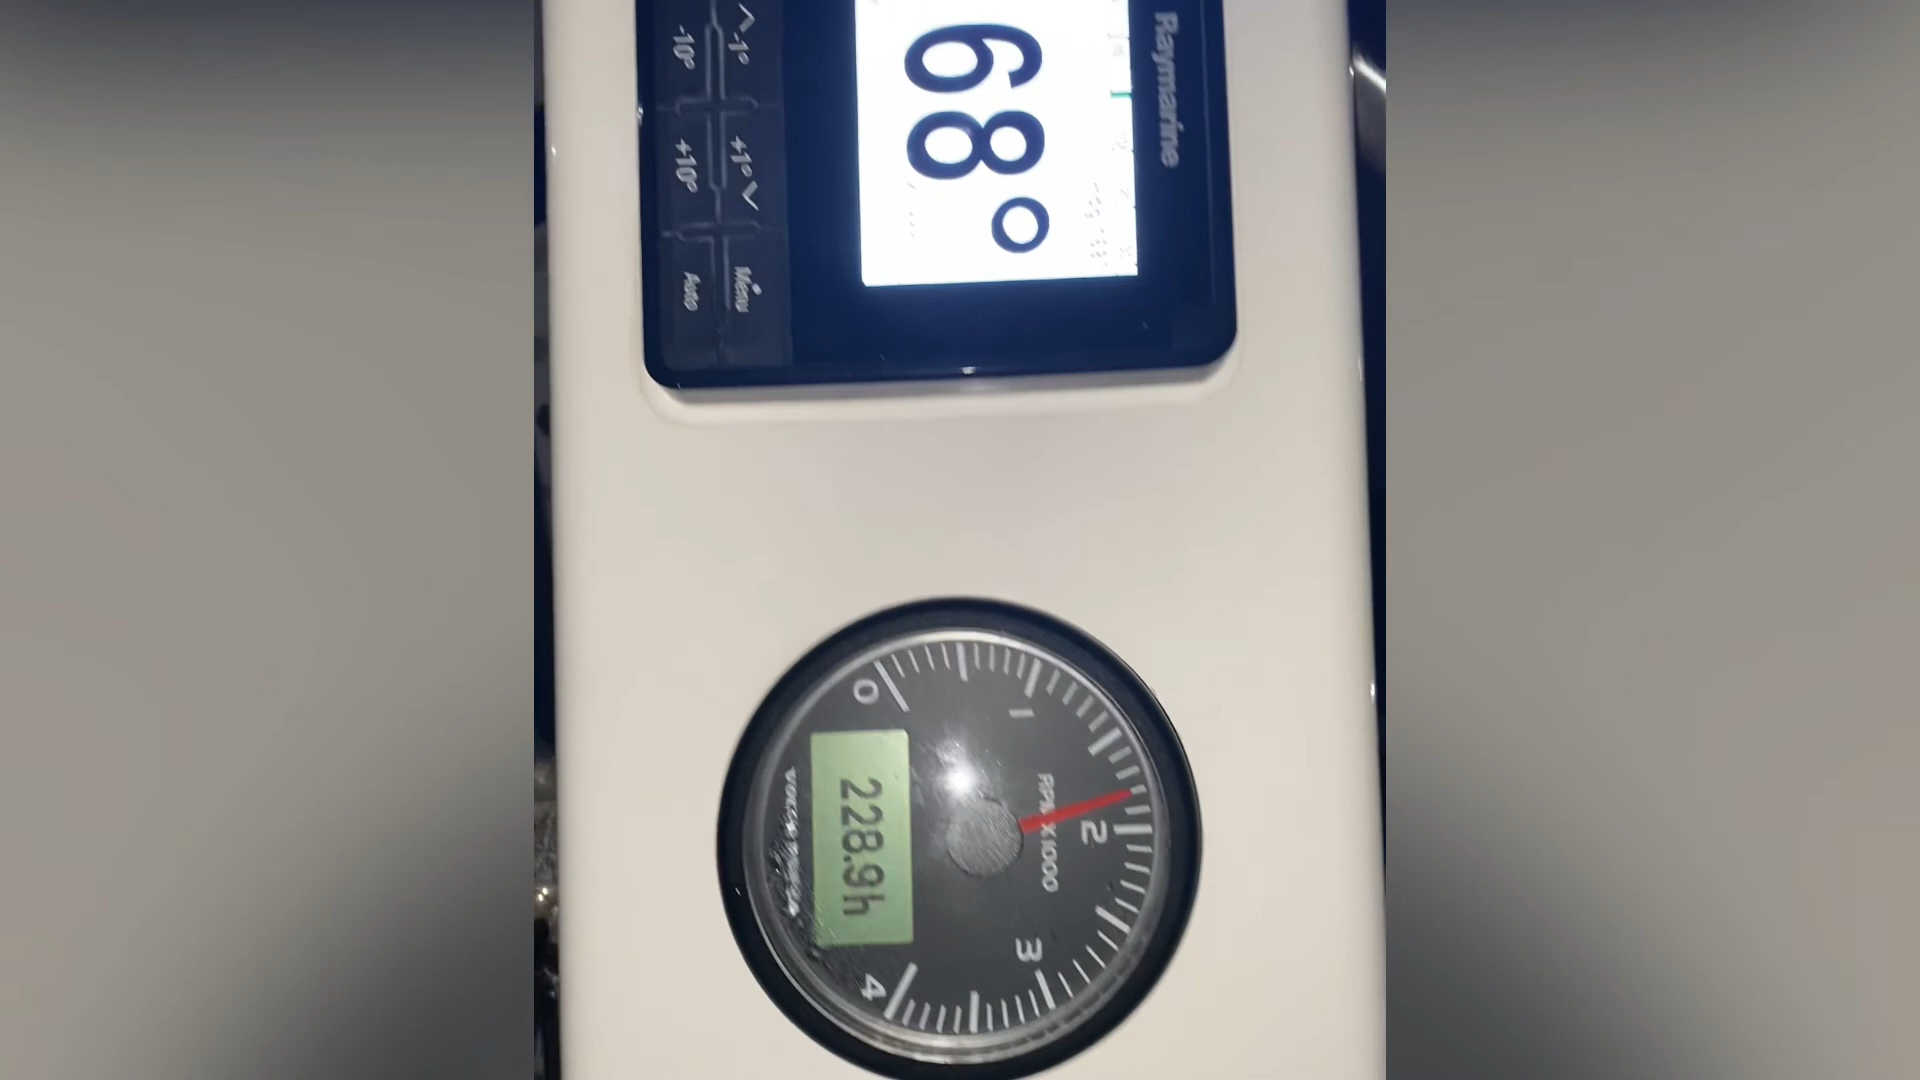 Raymarine
68°
-1°
+1°
Menu
-10°
+10°
Auto
0
1
2
3
4
RPM X1000
228.9h